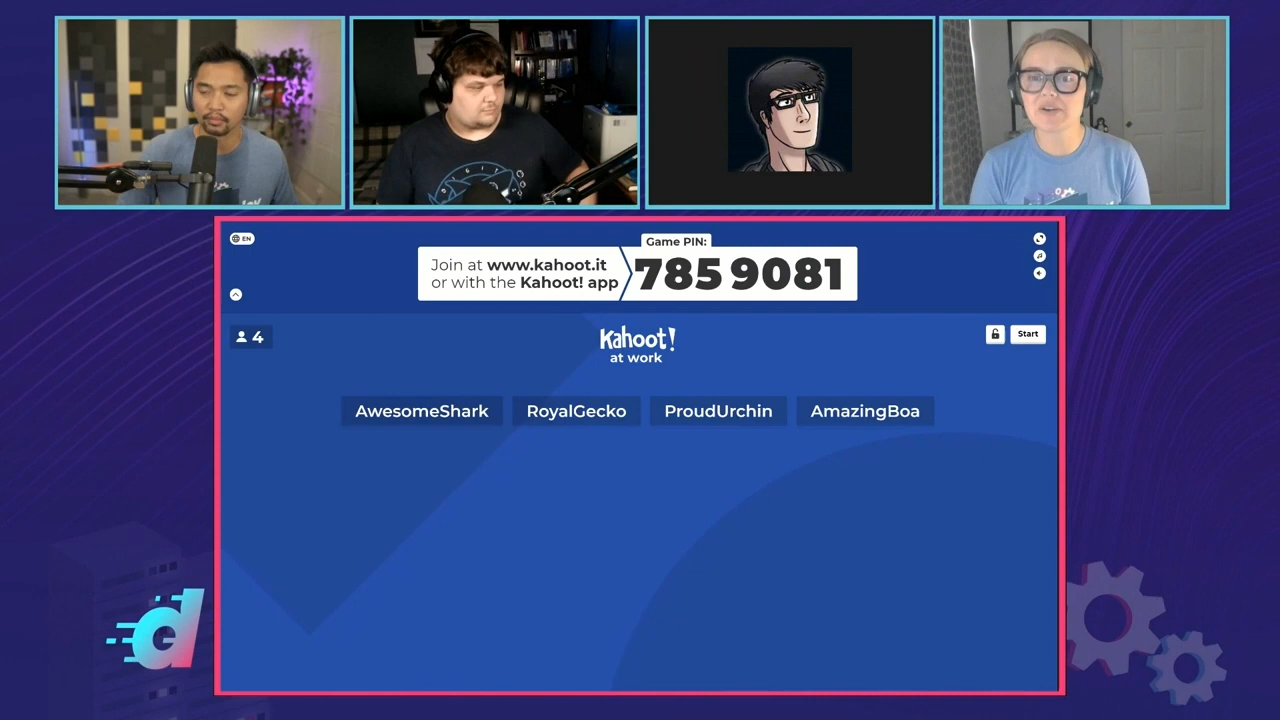 EN
Game PIN:
Join at www.kahoot.it
or with the Kahoot! app
785 9081
4
Kahoot!
at work
Start
AwesomeShark RoyalGecko ProudUrchin AmazingBoa
d